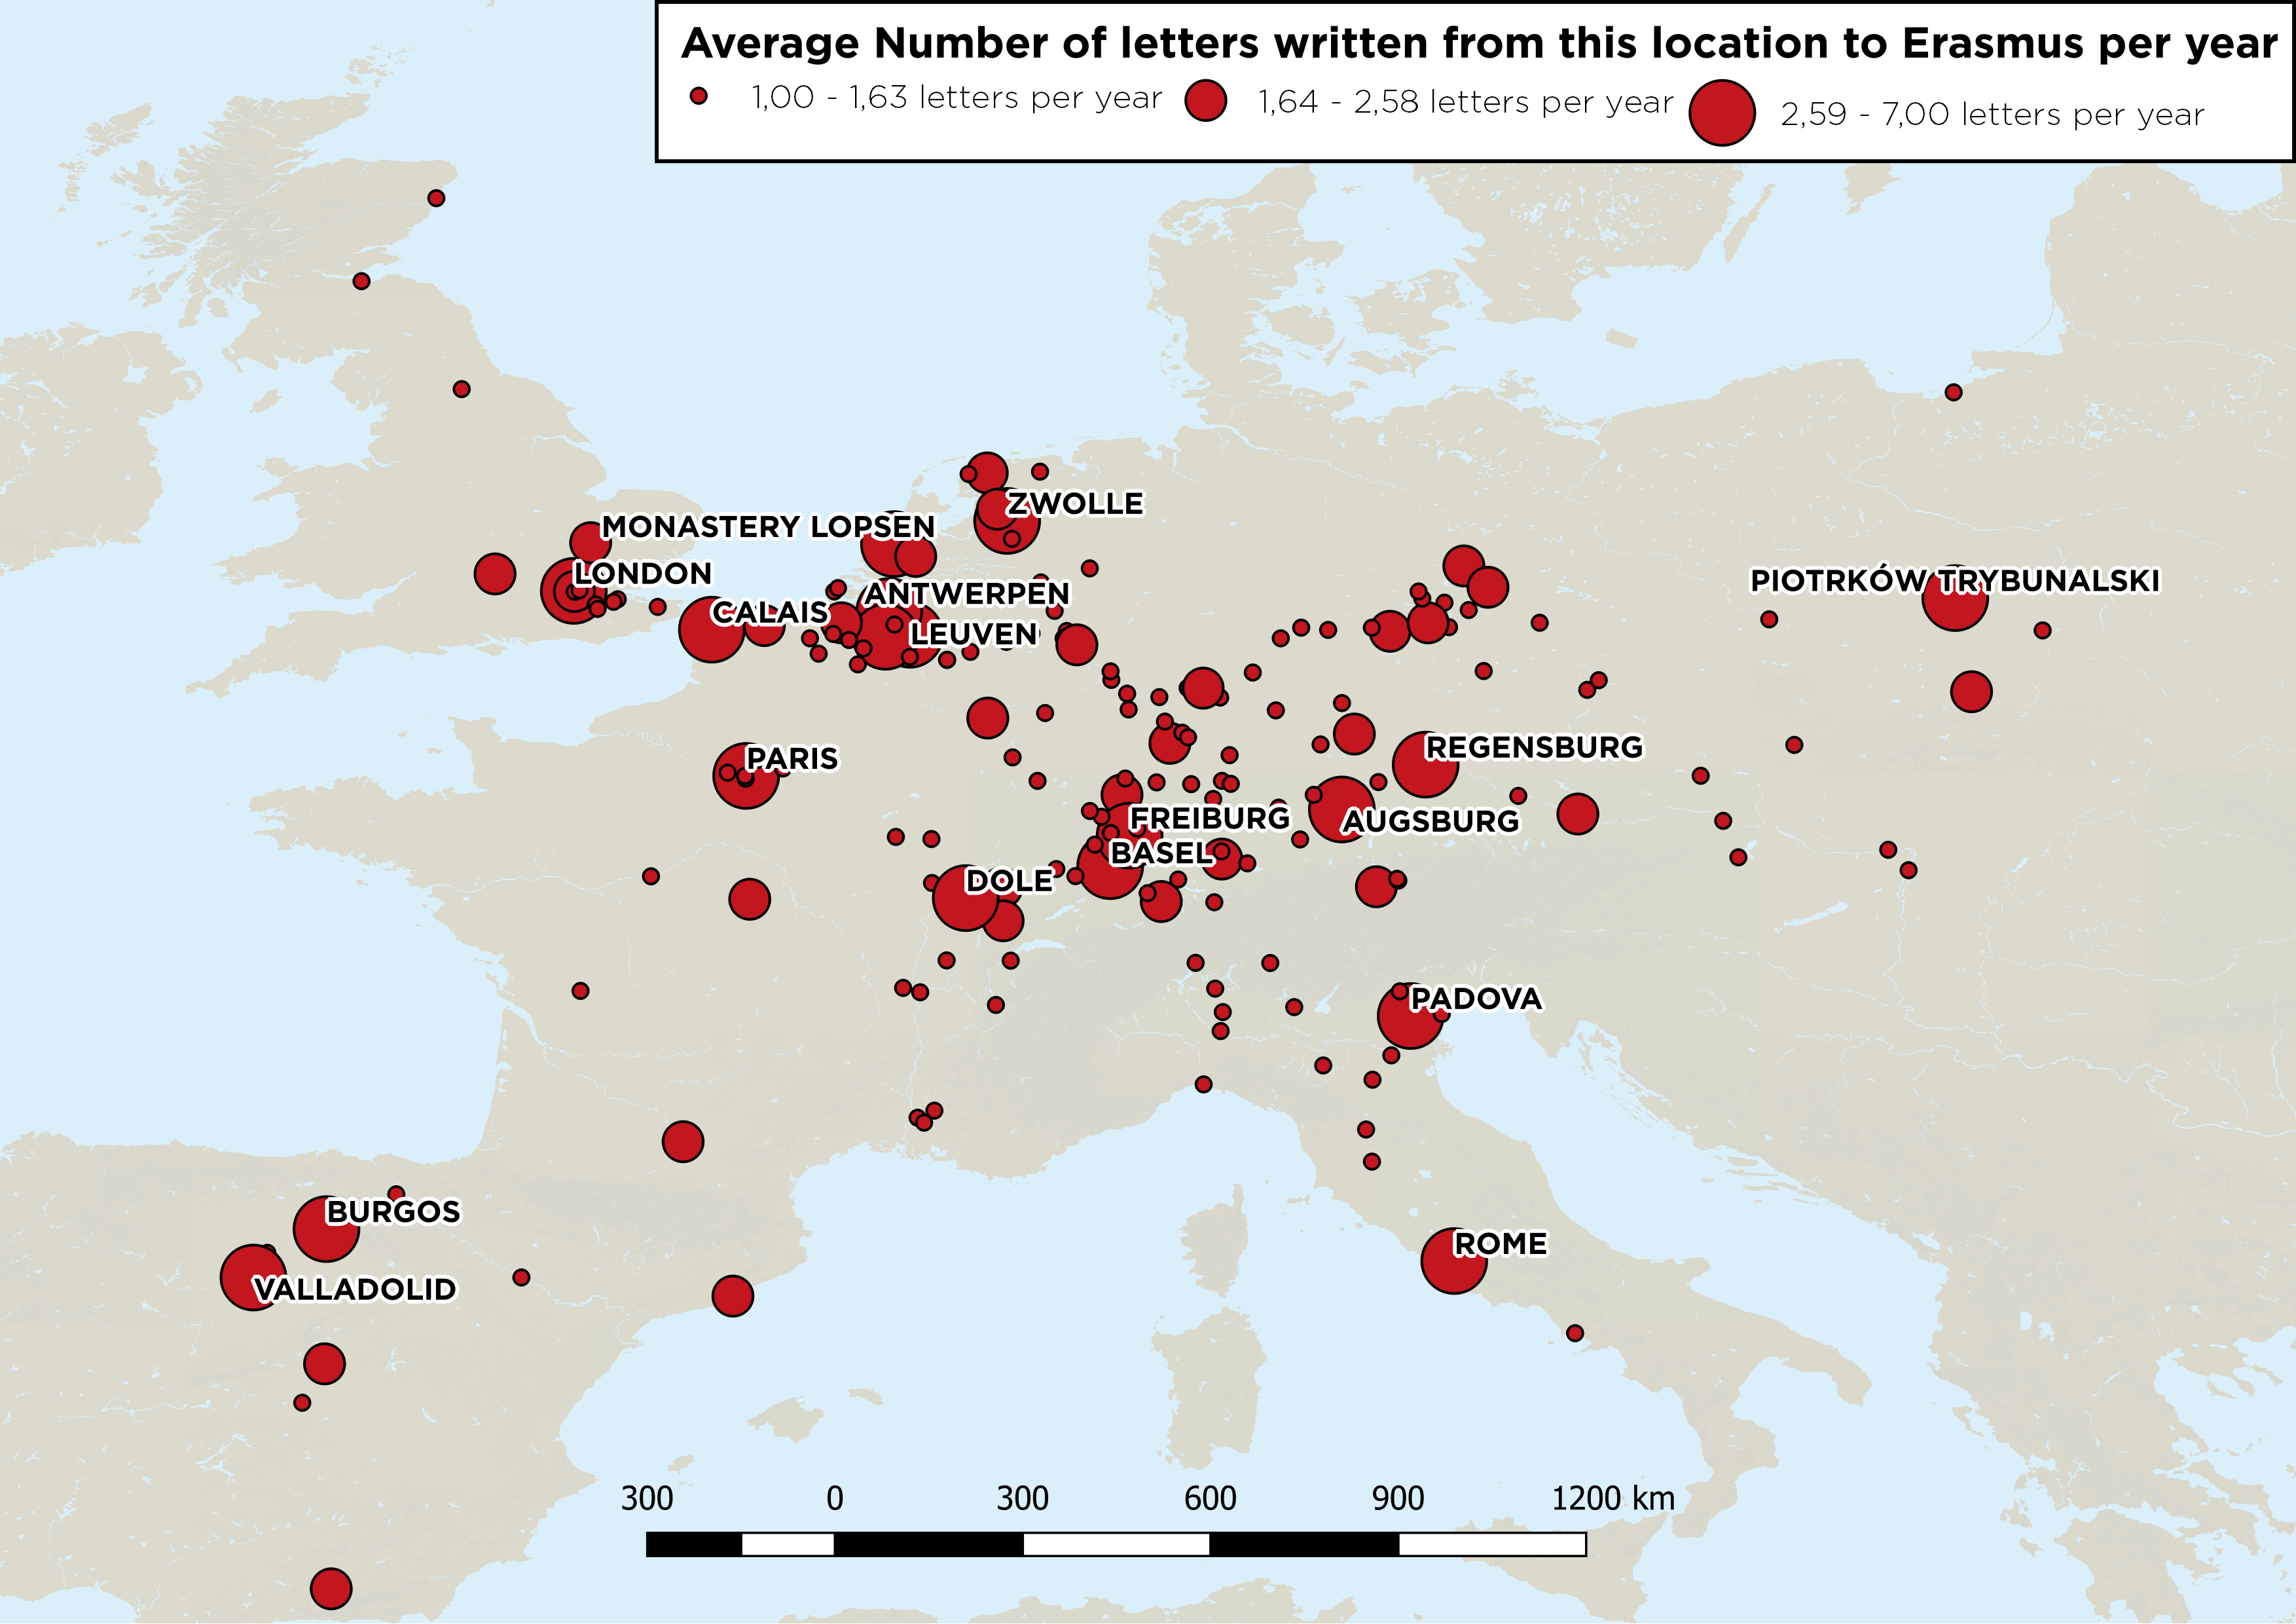 Average Number of letters written from this location to Erasmus per year
1,00 - 1,63 letters per year
1,64 - 2,58 letters per year
2,59 - 7,00 letters per year
ZWOLLE
MONASTERY LOPSEN
LONDON
PIOTRKÓW TRYBUNALSKI
ANTWERPEN
CALAIS
LEUVEN
REGENSBURG
PARIS
FREIBURG
AUGSBURG
BASEL
DOLE
PADOVA
BURGOS
ROME
VALLADOLID
300 0 300 600 900 1200 km